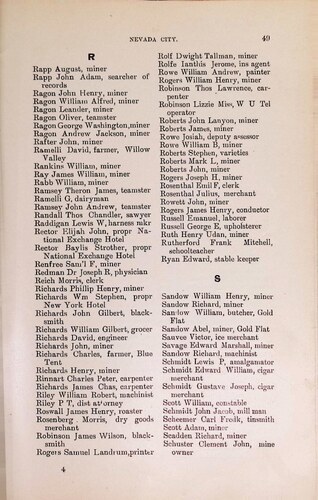 NEVADA CITY. 49
R
Rapp August, miner
Rapp John Adam, searcher of
records
Ragon John Henry, miner
Ragon William Alfred, miner
Ragon Leander, miner
Ragon Oliver, teamster
Ragon George Washington, miner
Ragon Andrew Jackson, miner
Rafter John, miner
Ramelli David, farmer, Willow
Valley
Rankins William, miner
Ray James William, miner
Rabb William, miner
Ramsey Theron James, teamster
Ramelli G, dairyman
Ramsey John Andrew, teamster
Randall Thos Chandler, sawyer
Raddigan Lewis W, harness mkr
Rector Elijah John, propr Na-
tional Exchange Hotel
Rector Baylis Strother, propr
National Exchange Hotel
Renfree Sam'l F, miner
Redman Dr Joseph R, physician
Reich Morris, clerk
Richards Phillip Henry, miner
Richards Wm Stephen, propr
New York Hotel
Richards John Gilbert, black-
smith
Richards William Gilbert, grocer
Richards David, engineer
Richards John, miner
Richards Charles, farmer, Blue
Tent
Richards Henry, miner
Rinnart Charles Peter, carpenter
Richards James Chas, carpenter
Riley William Robert, machinist
Riley P T, dist attorney
Roswall James Henry, roaster
Rosenberg Morris, dry goods
merchant
Robinson James Wilson, black-
smith
Rogers Samuel Landrum, printer
Rolf Dwight Tallman, miner
Rolfe Ianthis Jerome, ins agent
Rowe William Andrew, painter
Rogers William Henry, miner
Robinson Thos Lawrence, car-
penter
Robinson Lizzie Miss, W U Tel
operator
Roberts John Lanyon, miner
Roberts James, miner
Rowe Josiah, deputy assessor
Rowe William B, miner
Roberts Stephen, varieties
Roberts Mark L, miner
Roberts John, miner
Rogers Joseph H, miner
Rosenthal Emil F, clerk
Rosenthal Julius, merchant
Rowett John, miner
Rogers James Henry, conductor
Russell Emanuel, laborer
Russell George E, upholsterer
Ruth Henry Udan, miner
Rutherford Frank Mitchell,
schoolteacher
Ryan Edward, stable keeper
S
Sandow William Henry, miner
Sandow Richard, miner
Sandow William, butcher, Gold
Flat
Sandow Abel, miner, Gold Flat
Sauvee Victor, ice merchant
Savage Edward Marshall, miner
Sandow Richard, machinist
Schmidt Lewis P, amalgamator
Schmidt Edward William, cigar
merchant
Schmidt Gustave Joseph, cigar
merchant
Scott William, constable
Schmidt John Jacob, mill man
Scheemer Carl Fredk, tinsmith
Scott Adam, miner
Scadden Richard, miner
Schuster Clement John, mine
owner
4